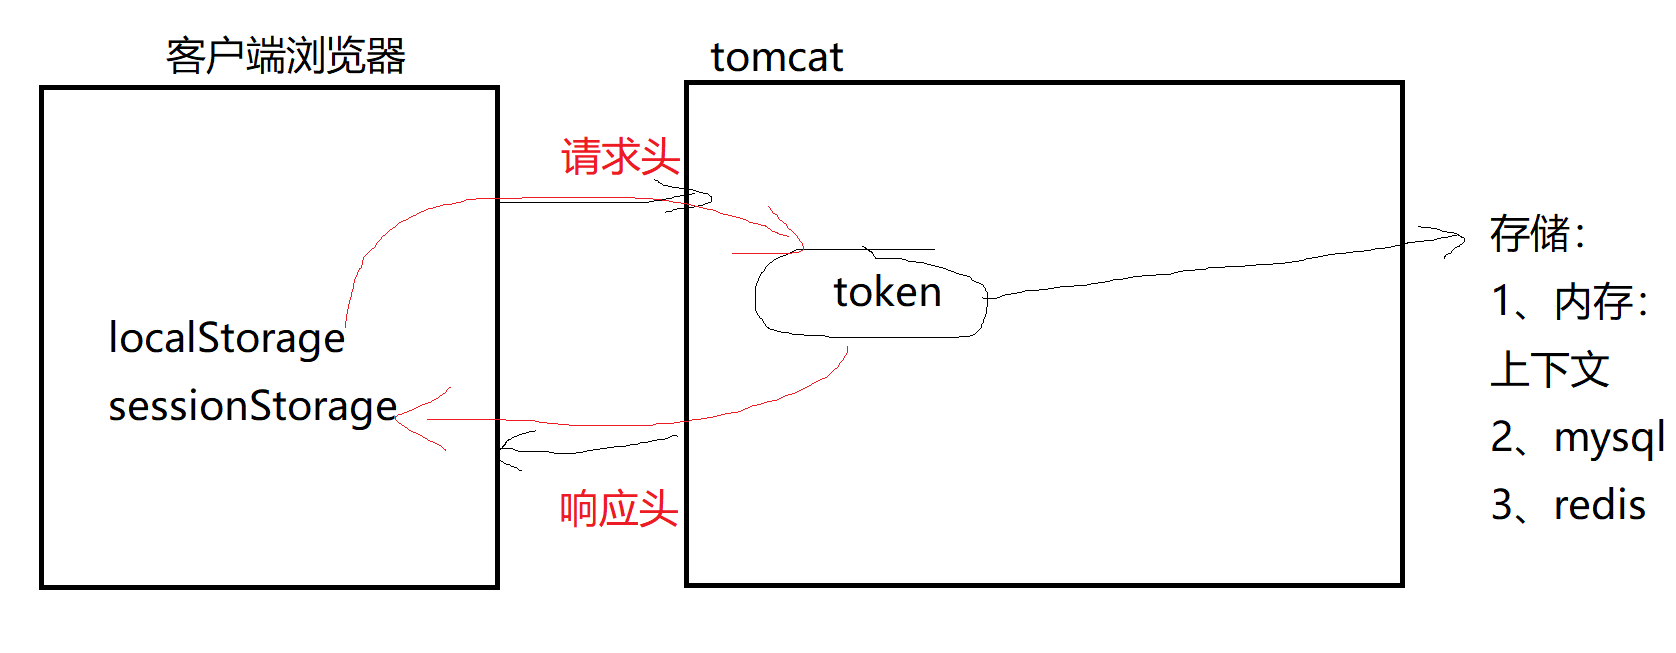 客户端浏览器
tomcat
请求头
token
localStorage
sessionStorage
响应头
存储：
1、内存：
上下文
2、mysql
3、redis